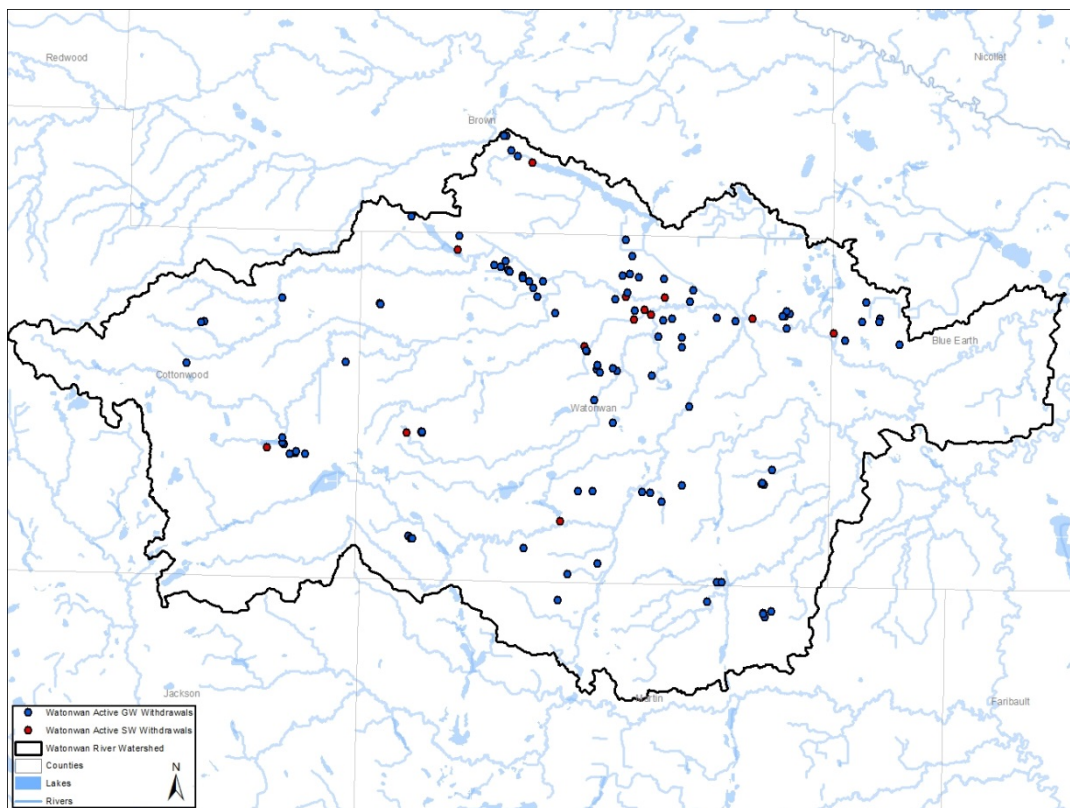 Redwood
Nicollet
Brown
Blue Earth
Cottonwood
Watonwan
Jackson
Martin
Faribault
Watonwan Active GW Withdrawals
Watonwan Active SW Withdrawals
Watonwan River Watershed
N
Counties
Lakes
Rivers